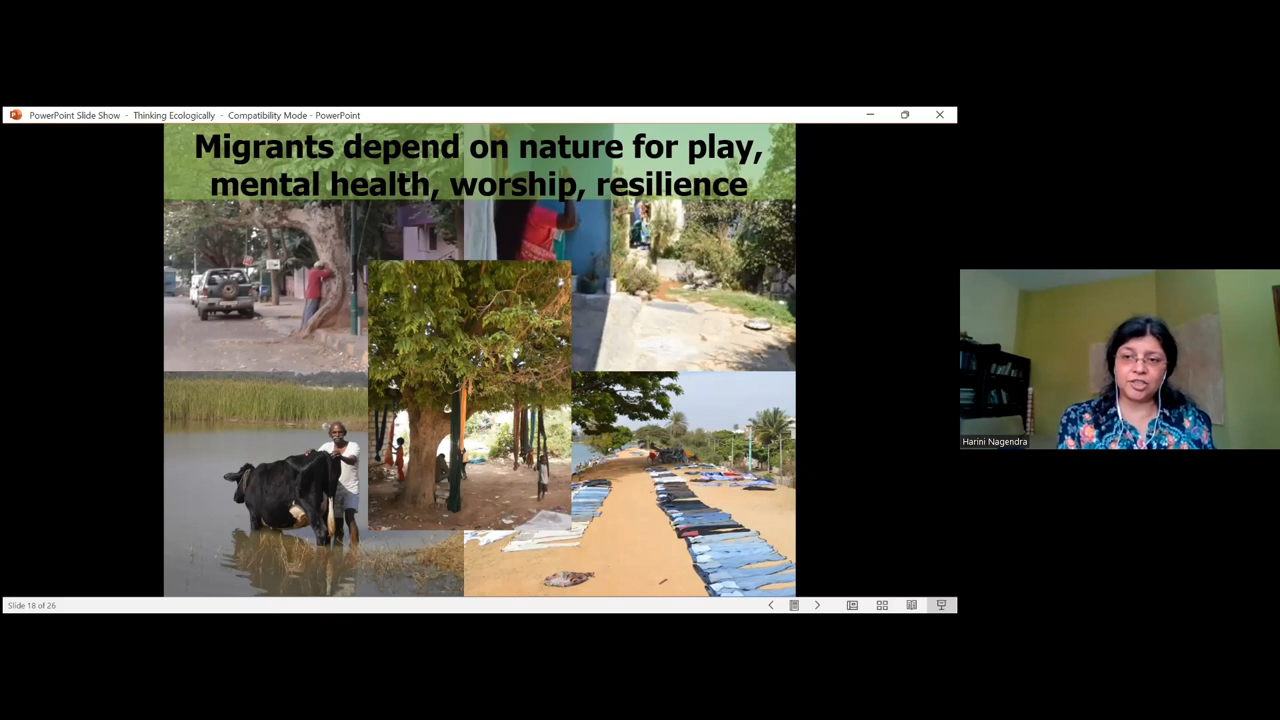 PowerPoint Slide Show - Thinking Ecologically - Compatibility Mode - PowerPoint
Migrants depend on nature for play,
mental health, worship, resilience
Harini Nagendra
Slide 18 of 26